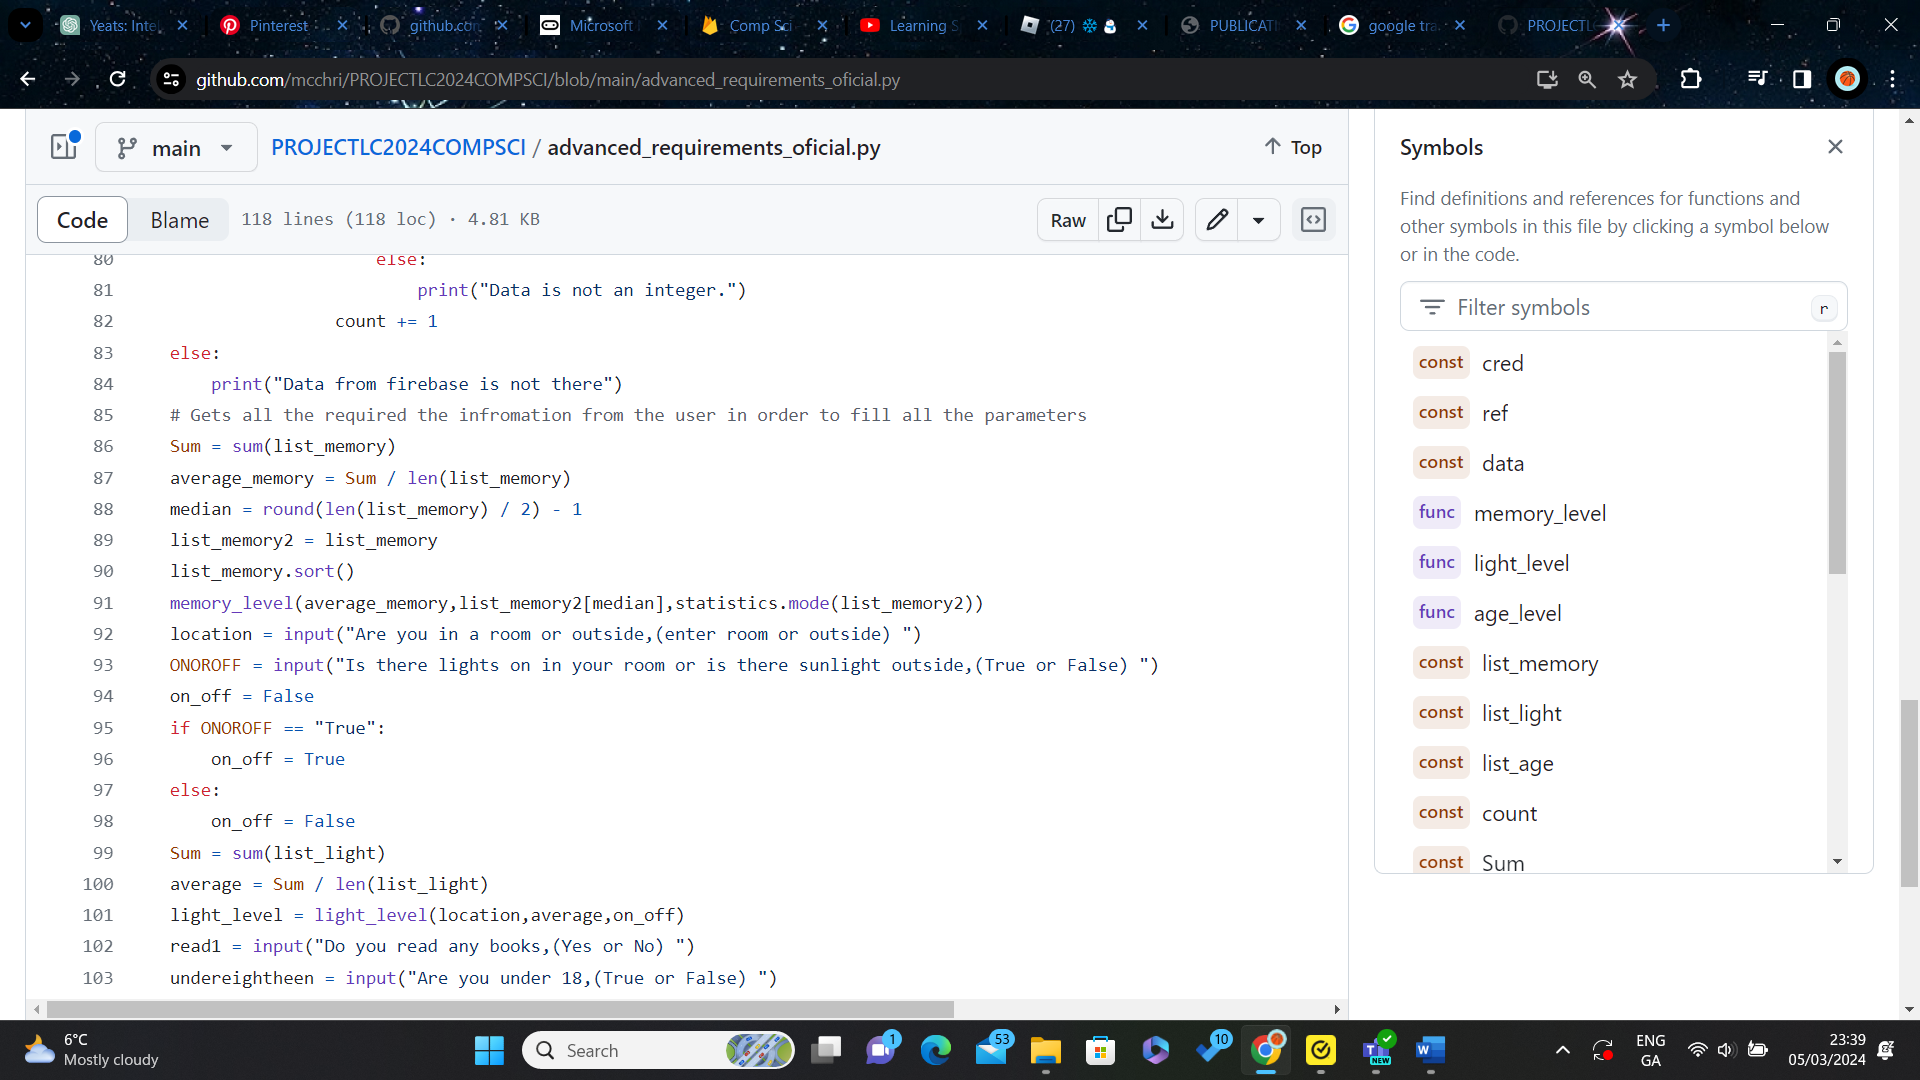 Yeats: Inte
Pinterest
github.com
Microsoft
Comp Sci
Learning S
(27)
PUBLICATI
google tra
PROJECTL
github.com/mcchri/PROJECTLC2024COMPSCI/blob/main/advanced_requirements_oficial.py
main
PROJECTLC2024COMPSCI / advanced_requirements_oficial.py
Top
Code
Blame
118 lines (118 loc) · 4.81 KB
Raw
80 else:
81 print("Data is not an integer.")
82 count += 1
83 else:
84 print("Data from firebase is not there")
85 # Gets all the required the infromation from the user in order to fill all the parameters
86 Sum = sum(list_memory)
87 average_memory = Sum / len(list_memory)
88 median = round(len(list_memory) / 2) - 1
89 list_memory2 = list_memory
90 list_memory.sort()
91 memory_level(average_memory,list_memory2[median],statistics.mode(list_memory2))
92 location = input("Are you in a room or outside,(enter room or outside) ")
93 ONOROFF = input("Is there lights on in your room or is there sunlight outside,(True or False) ")
94 on_off = False
95 if ONOROFF == "True":
96 on_off = True
97 else:
98 on_off = False
99 Sum = sum(list_light)
100 average = Sum / len(list_light)
101 light_level = light_level(location,average,on_off)
102 read1 = input("Do you read any books,(Yes or No) ")
103 undereightheen = input("Are you under 18,(True or False) ")
Symbols
Find definitions and references for functions and
other symbols in this file by clicking a symbol below
or in the code.
Filter symbols
r
const cred
const ref
const data
func memory_level
func light_level
func age_level
const list_memory
const list_light
const list_age
const count
const Sum
6°C
Mostly cloudy
Search
1
53
10
NEW
ENG
GA
23:39
05/03/2024